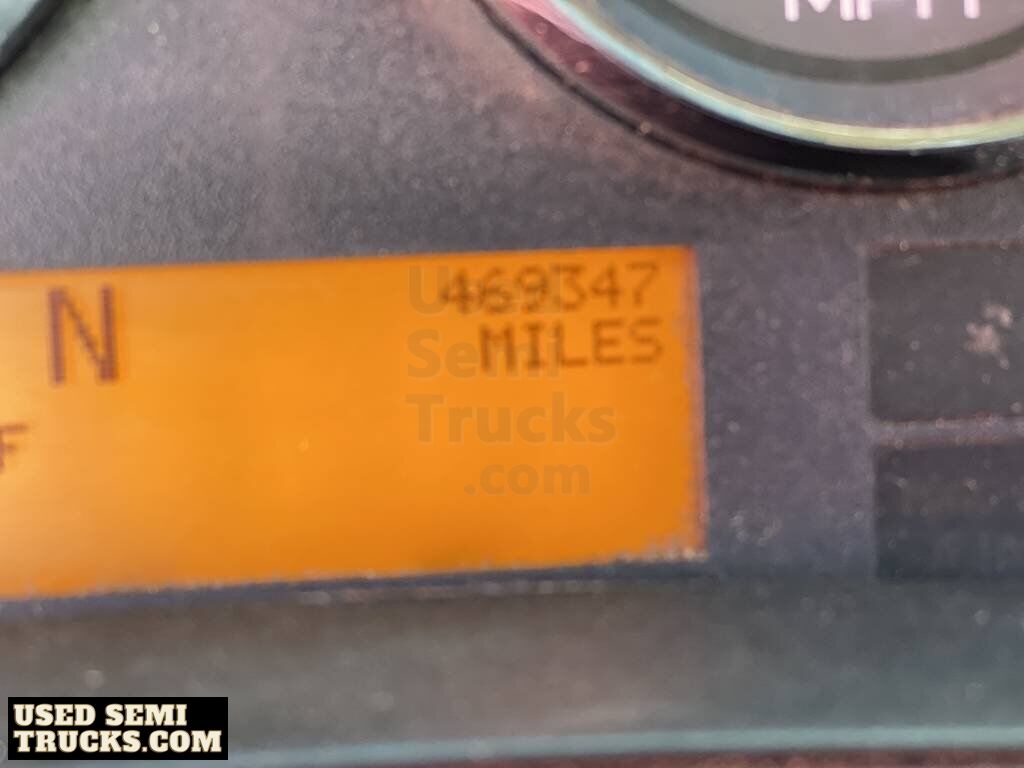 MPH
N
469347
MILES
F
Used
Semi
Trucks
.com
USED SEMI
TRUCKS.COM